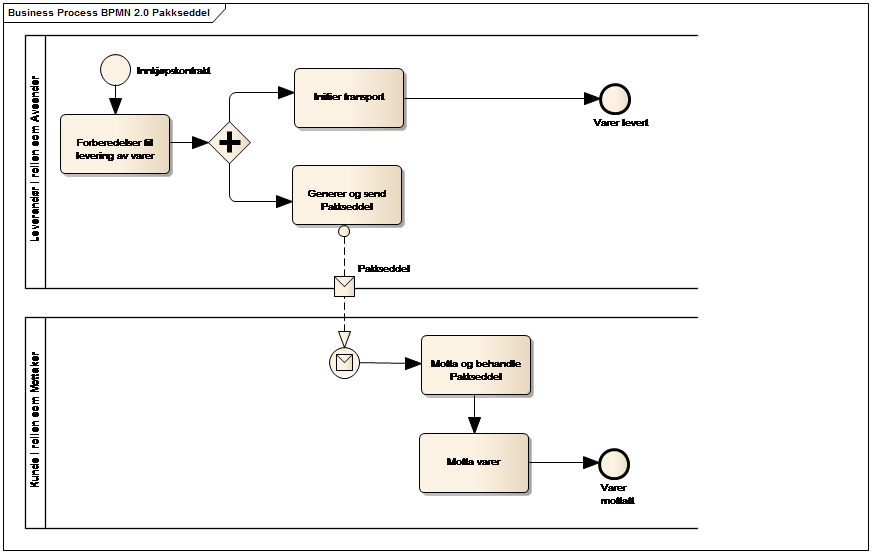 Business Process BPMN 2.0 Pakkseddel
Leverandør i rollen som Avsender
Innkjøpskontrakt
Initier transport
Varer levert
Forberedelser til
levering av varer
Generer og send
Pakkseddel
Pakkseddel
Kunde i rollen som Mottaker
Motta og behandle
Pakkseddel
Motta varer
Varer
mottatt